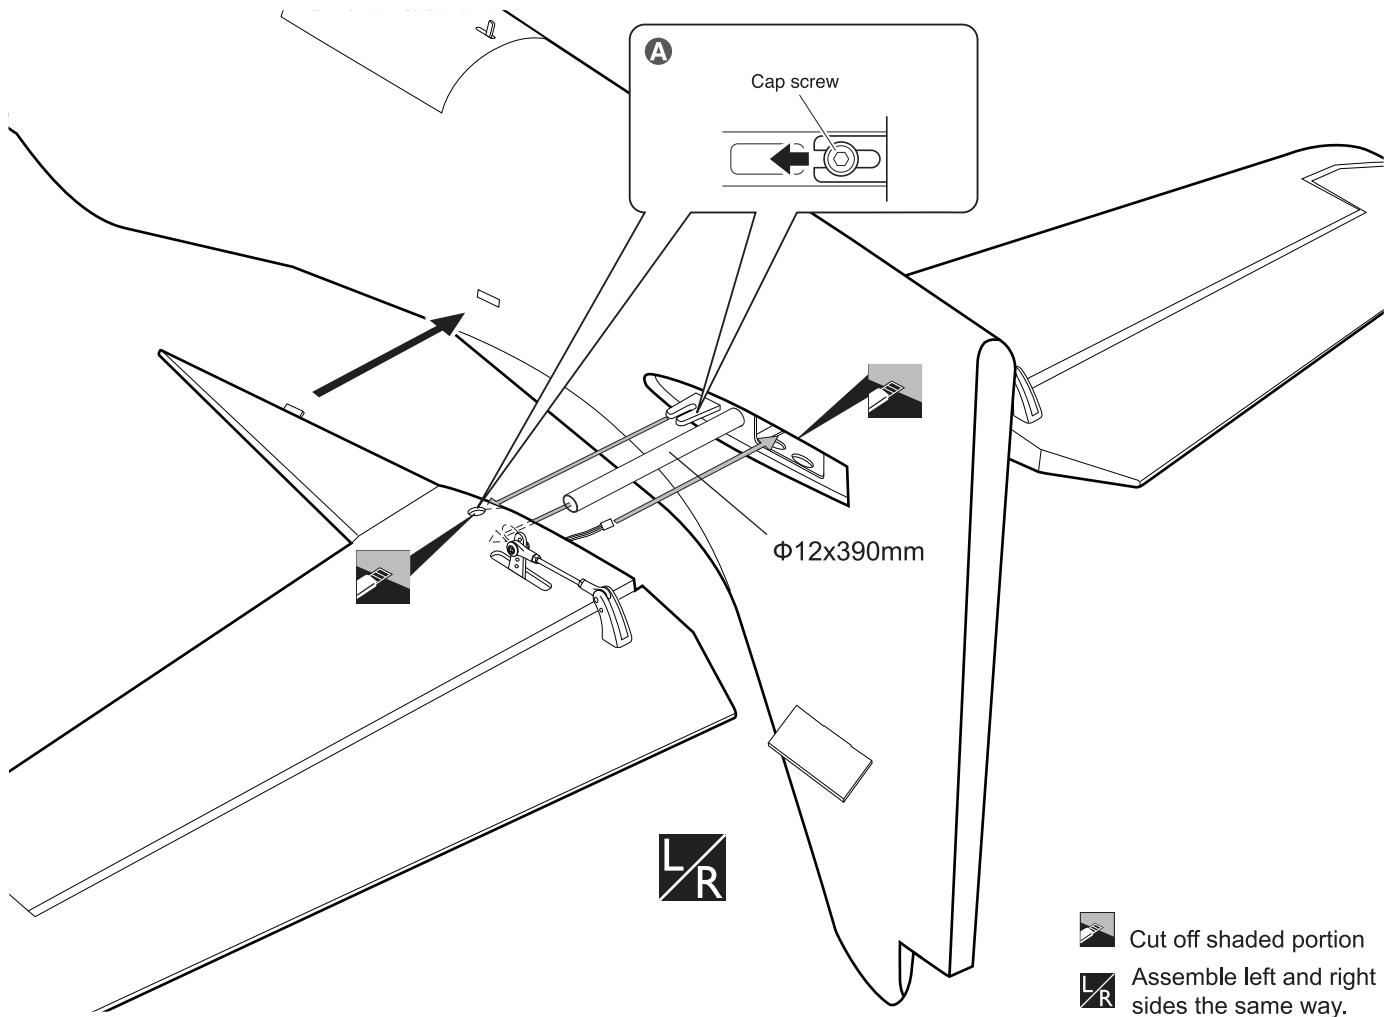 A
Cap screw
Φ12x390mm
L/R
Cut off shaded portion
L/R
Assemble left and right
sides the same way.